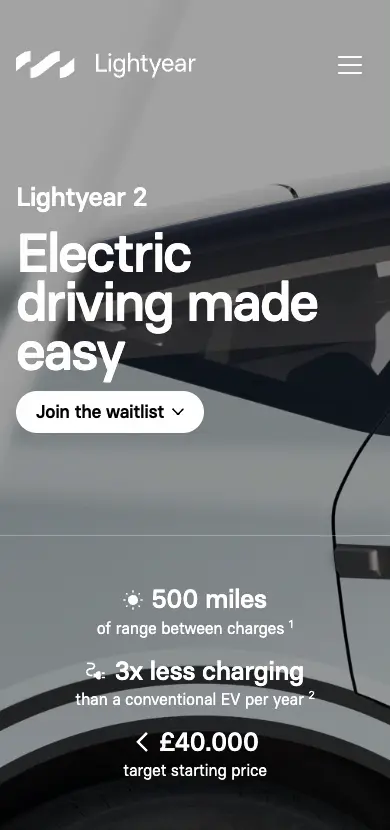 Lightyear
Lightyear 2
Electric
driving made
easy
Join the waitlist
500 miles
of range between charges ¹
3x less charging
than a conventional EV per year ²
< £40.000
target starting price